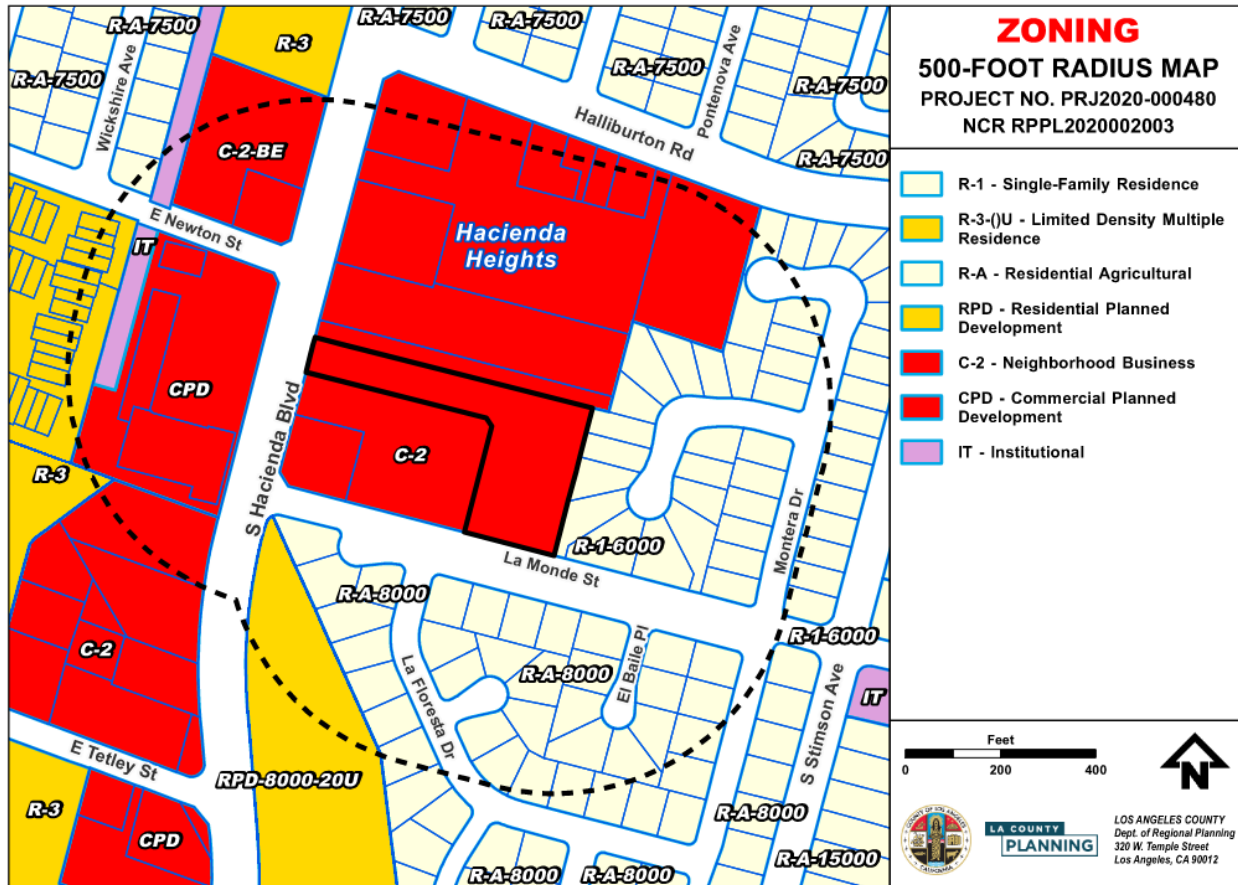 R-A-7500
R-A-7500
R-A-7500
R-3
R-A-7500
R-A-7500
R-A-7500
R-A-7500
R-A-7500
Wickshire Ave
Pontenova Ave
Halliburton Rd
C-2-BE
E Newton St
IT
Hacienda
Heights
CPD
S Hacienda Blvd
C-2
R-3
Montera Dr
R-1-6000
La Monde St
R-A-8000
R-1-6000
C-2
R-A-8000
El Baile Pl
La Floresta Dr
S Stimson Ave
IT
E Tetley St
RPD-8000-20U
R-3
CPD
R-A-8000
R-A-15000
R-A-8000
R-A-8000
ZONING
500-FOOT RADIUS MAP
PROJECT NO. PRJ2020-000480
NCR RPPL2020002003
R-1 - Single-Family Residence
R-3-()U - Limited Density Multiple
Residence
R-A - Residential Agricultural
RPD - Residential Planned
Development
C-2 - Neighborhood Business
CPD - Commercial Planned
Development
IT - Institutional
Feet
0 200 400
N
COUNTY OF LOS ANGELES
CALIFORNIA
LA COUNTY
PLANNING
LOS ANGELES COUNTY
Dept. of Regional Planning
320 W. Temple Street
Los Angeles, CA 90012